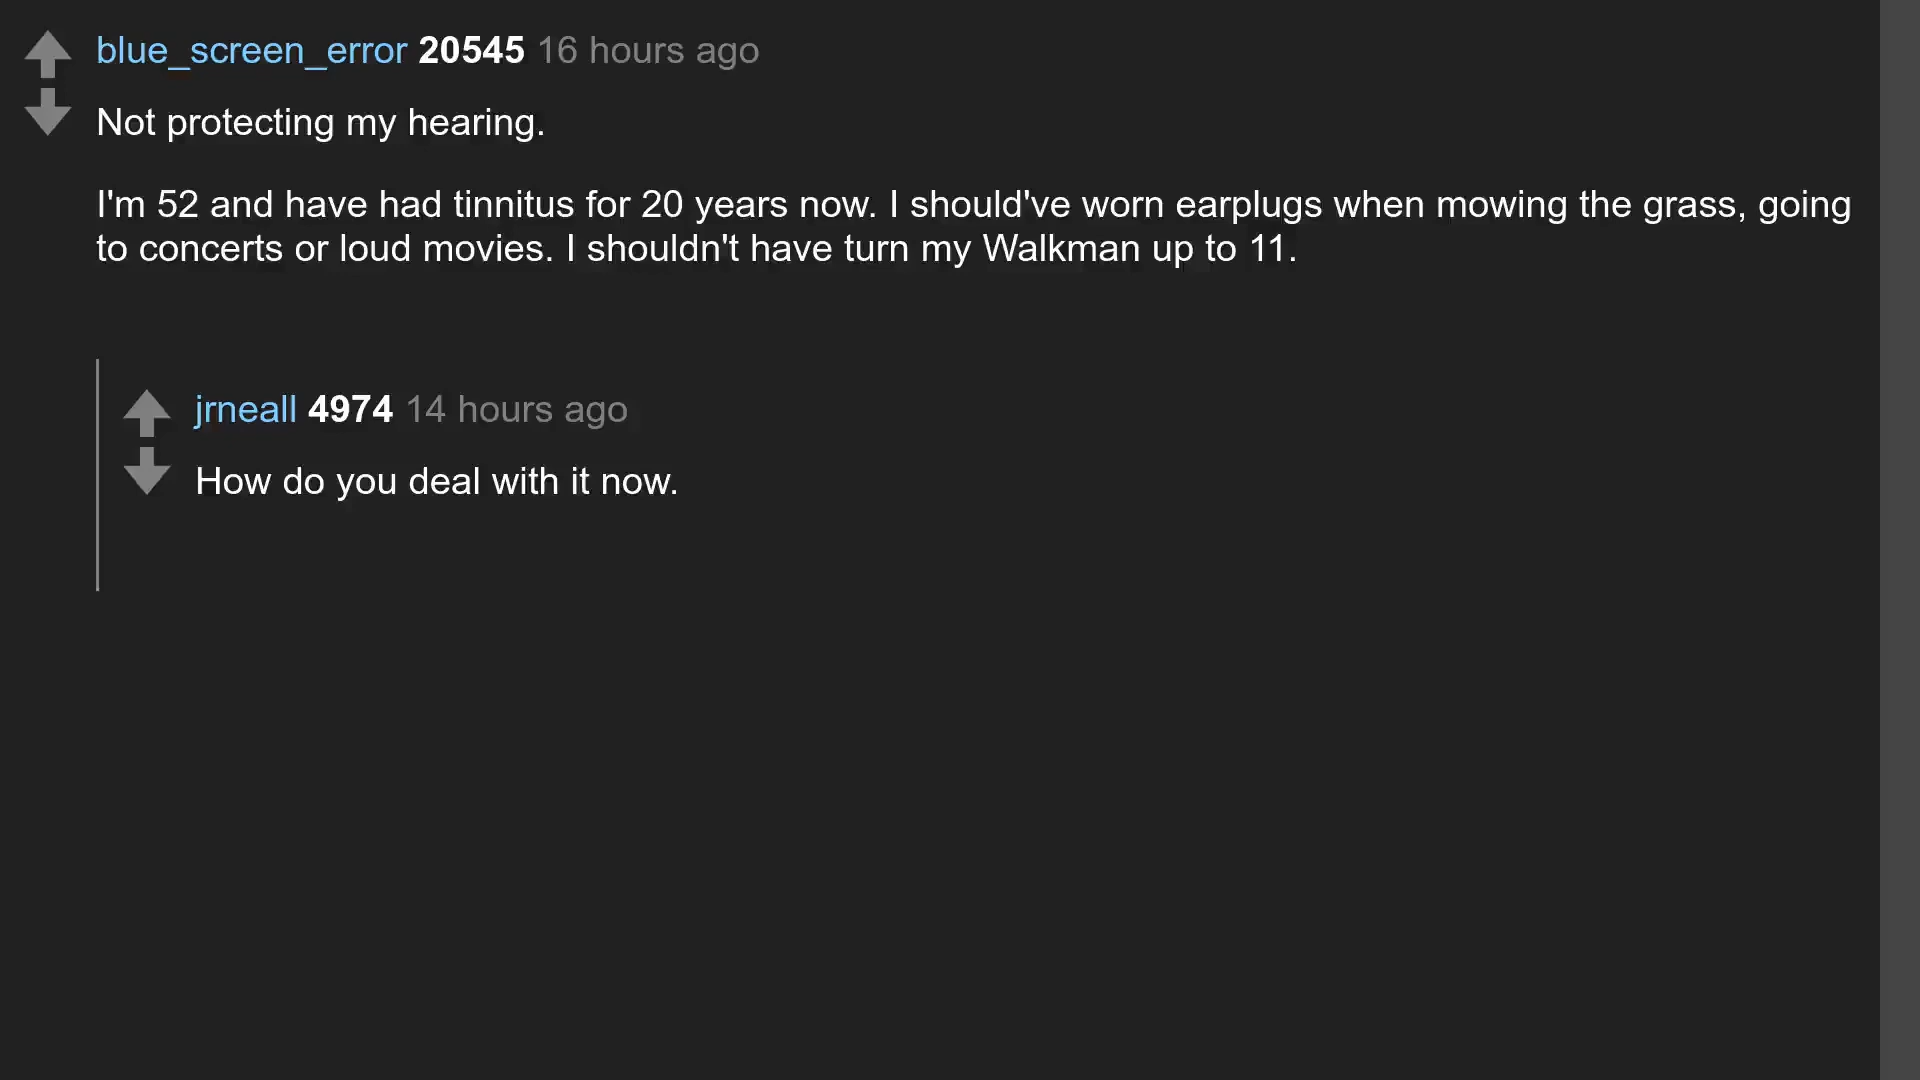 blue_screen_error 20545 16 hours ago
Not protecting my hearing.
I'm 52 and have had tinnitus for 20 years now. I should've worn earplugs when mowing the grass, going
to concerts or loud movies. I shouldn't have turn my Walkman up to 11.
jrneall 4974 14 hours ago
How do you deal with it now.